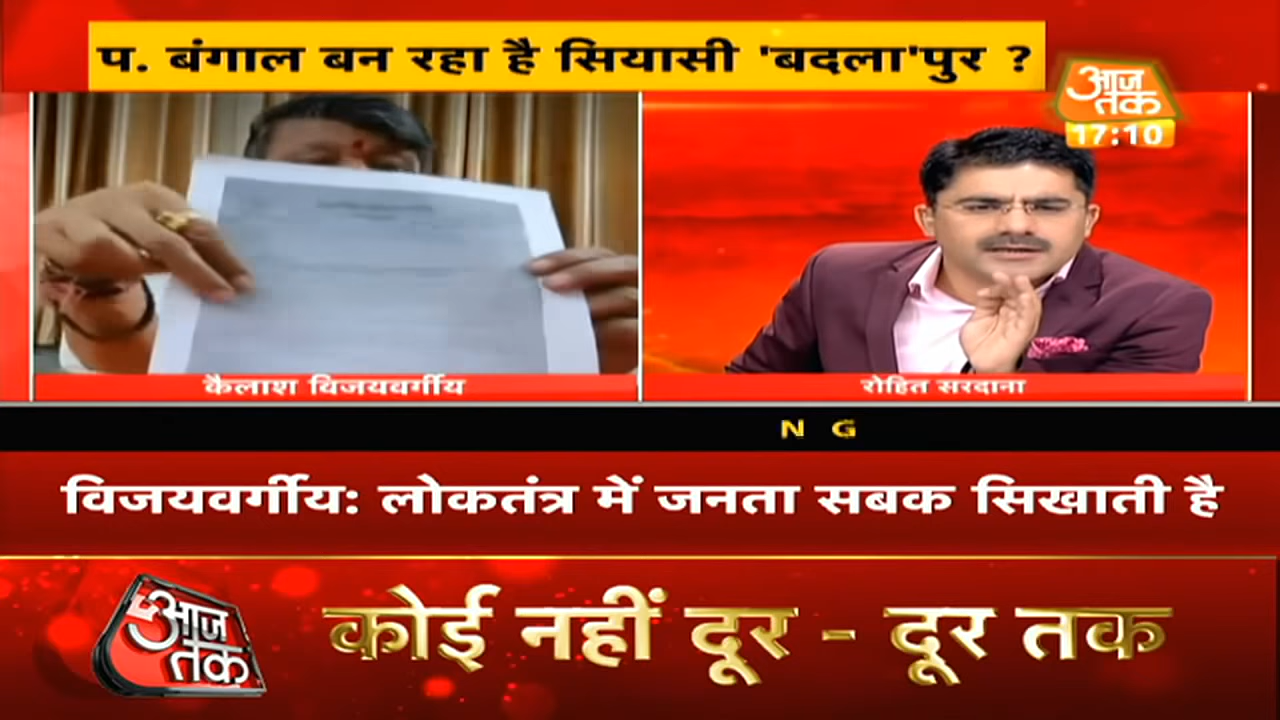 प. बंगाल बन रहा है सियासी 'बदला'पुर ?
आज
तक
17:10
कैलाश विजयवर्गीय
रोहित सरदाना
N G
विजयवर्गीय: लोकतंत्र में जनता सबक सिखाती है
आज
तक
कोई नहीं दूर - दूर तक